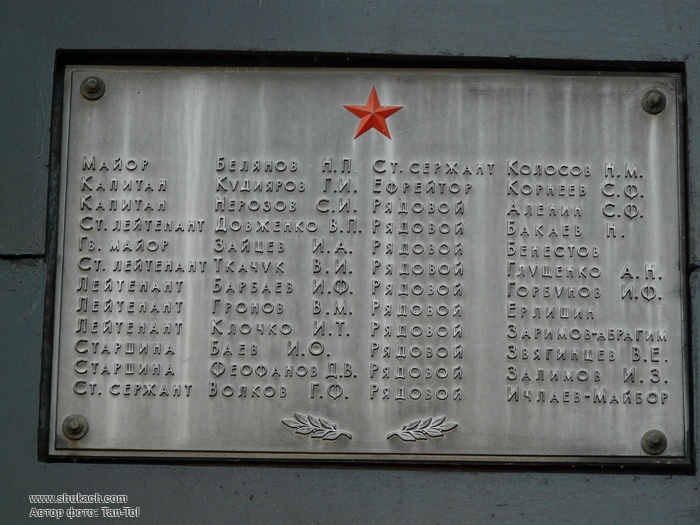 Майор Белянов Н.П. Ст. сержант Колосов Н.М.
Капитан Кудияров Г.И. Ефрейтор Корнеев С.Ф.
Капитан Нерозов С.И. Рядовой Аленин С.Ф.
Ст. лейтенант Довженко В.П. Рядовой Бакаев Н.
Гв. майор Зайцев И.А. Рядовой Бенестов
Ст. лейтенант Ткачук В.И. Рядовой Глущенко А.Н.
Лейтенант Барбаев И.Ф. Рядовой Горбунов И.Ф.
Лейтенант Гронов В.М. Рядовой Ерлишин
Лейтенант Клочко И.Т. Рядовой Заримов-абрагим
Старшина Баев И.О. Рядовой Звягинцев В.Е.
Старшина Феофанов Д.В. Рядовой Залимов И.З.
Ст. сержант Волков Г.Ф. Рядовой Ичлаев-Майбор
www.shukach.com
Автор фото: Tan-Tol